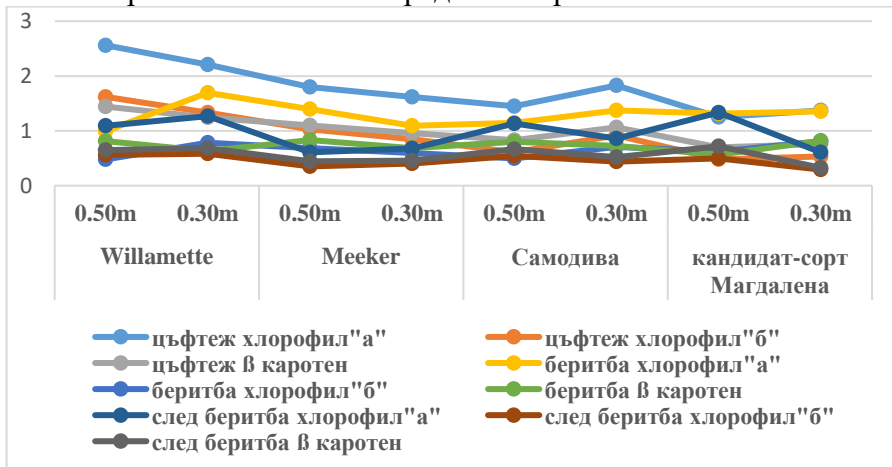 3
2
1
0
0.50m 0.30m 0.50m 0.30m 0.50m 0.30m 0.50m 0.30m
Willamette Meeker Самодива кандидат-сорт
Магдалена
цъфтеж хлорофил"а" цъфтеж хлорофил"б"
цъфтеж ß каротен беритба хлорофил"а"
беритба хлорофил"б" беритба ß каротен
след беритба хлорофил"а" след беритба хлорофил"б"
след беритба ß каротен